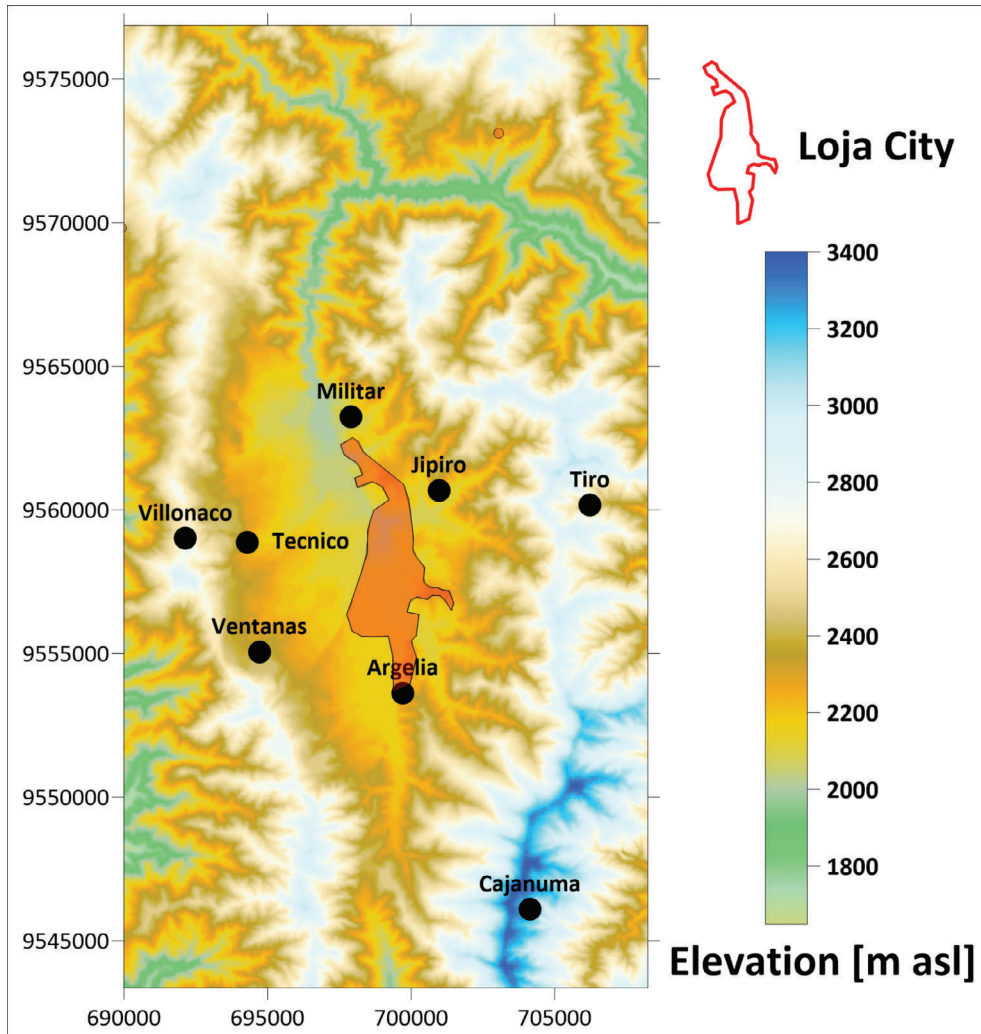 9575000
9570000
9565000
9560000
9555000
9550000
9545000
690000
695000
700000
705000
Militar
Jipiro
Tiro
Villonaco
Tecnico
Ventanas
Argelia
Cajanuma
Loja City
3400
3200
3000
2800
2600
2400
2200
2000
1800
Elevation [m asl]